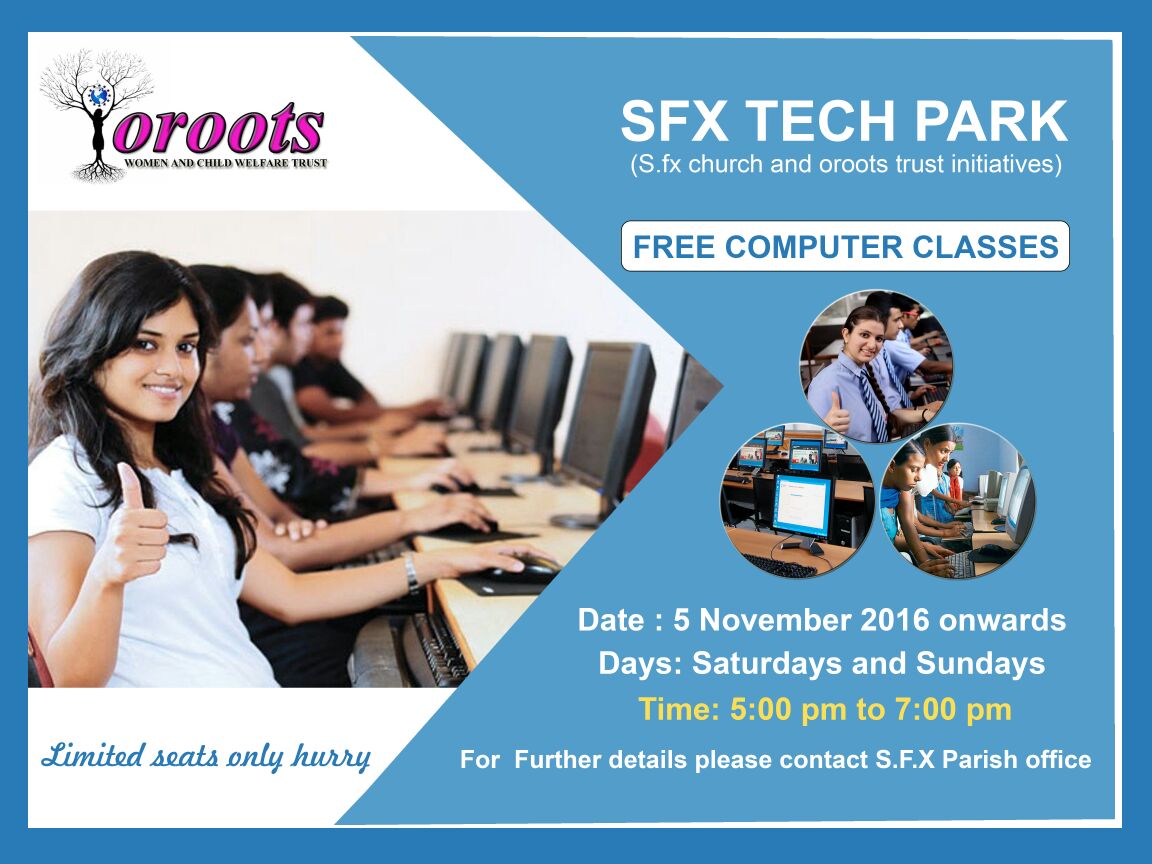 oroots
WOMEN AND CHILD WELFARE TRUST
SFX TECH PARK
(S.fx church and oroots trust initiatives)
FREE COMPUTER CLASSES
Date : 5 November 2016 onwards
Days: Saturdays and Sundays
Time: 5:00 pm to 7:00 pm
Limited seats only hurry
For Further details please contact S.F.X Parish office